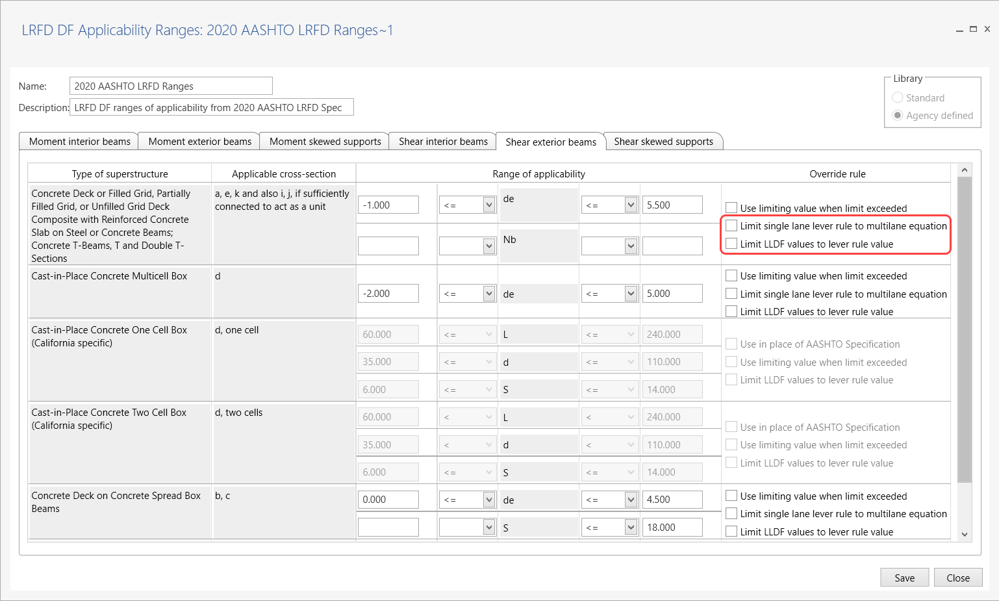 LRFD DF Applicability Ranges: 2020 AASHTO LRFD Ranges~1
Name: 2020 AASHTO LRFD Ranges
Description: LRFD DF ranges of applicability from 2020 AASHTO LRFD Spec
Library
Standard
Agency defined
Moment interior beams Moment exterior beams Moment skewed supports Shear interior beams Shear exterior beams Shear skewed supports
Type of superstructure Applicable cross-section Range of applicability Override rule
Concrete Deck or Filled Grid, Partially
Filled Grid, or Unfilled Grid Deck
Composite with Reinforced Concrete
Slab on Steel or Concrete Beams;
Concrete T-Beams, T and Double T-
Sections
a, e, k and also i, j, if sufficiently
connected to act as a unit
-1.000 <= de <= 5.500
Nb
Use limiting value when limit exceeded
Limit single lane lever rule to multilane equation
Limit LLDF values to lever rule value
Cast-in-Place Concrete Multicell Box
d
-2.000 <= de <= 5.000
Use limiting value when limit exceeded
Limit single lane lever rule to multilane equation
Limit LLDF values to lever rule value
Cast-in-Place Concrete One Cell Box
(California specific)
d, one cell
60.000 <= L <= 240.000
35.000 <= d <= 110.000
6.000 <= S <= 14.000
Use in place of AASHTO Specification
Use limiting value when limit exceeded
Limit LLDF values to lever rule value
Cast-in-Place Concrete Two Cell Box
(California specific)
d, two cells
60.000 < L < 240.000
35.000 < d < 110.000
6.000 <= S <= 14.000
Use in place of AASHTO Specification
Use limiting value when limit exceeded
Limit LLDF values to lever rule value
Concrete Deck on Concrete Spread Box
Beams
b, c
0.000 <= de <= 4.500
S <= 18.000
Use limiting value when limit exceeded
Limit single lane lever rule to multilane equation
Limit LLDF values to lever rule value
Save Close